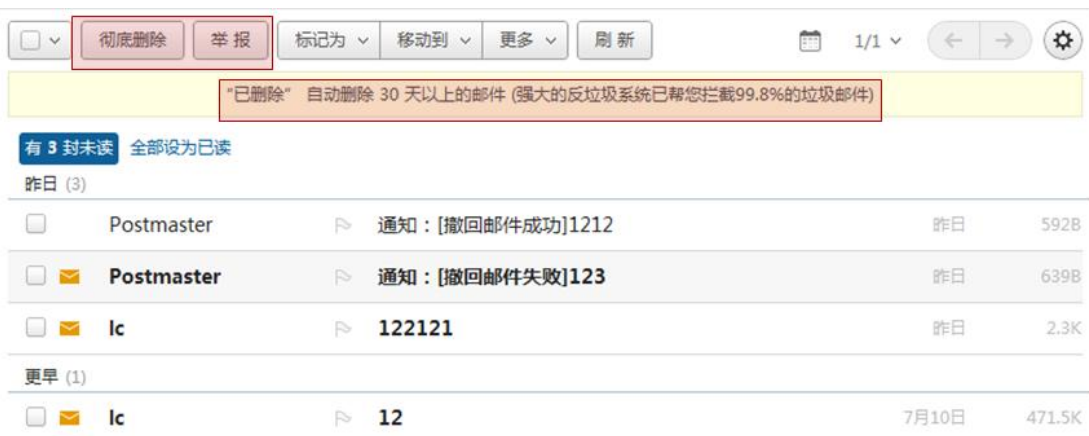 彻底删除 举 报 标记为 移动到 更多 刷 新 1/1
“已删除” 自动删除 30 天以上的邮件 (强大的反垃圾系统已帮您拦截99.8%的垃圾邮件)
有 3 封未读 全部设为已读
昨日 (3)
Postmaster 通知：[撤回邮件成功]1212 昨日 592B
Postmaster 通知：[撤回邮件失败]123 昨日 639B
lc 122121 昨日 2.3K
更早 (1)
lc 12 7月10日 471.5K